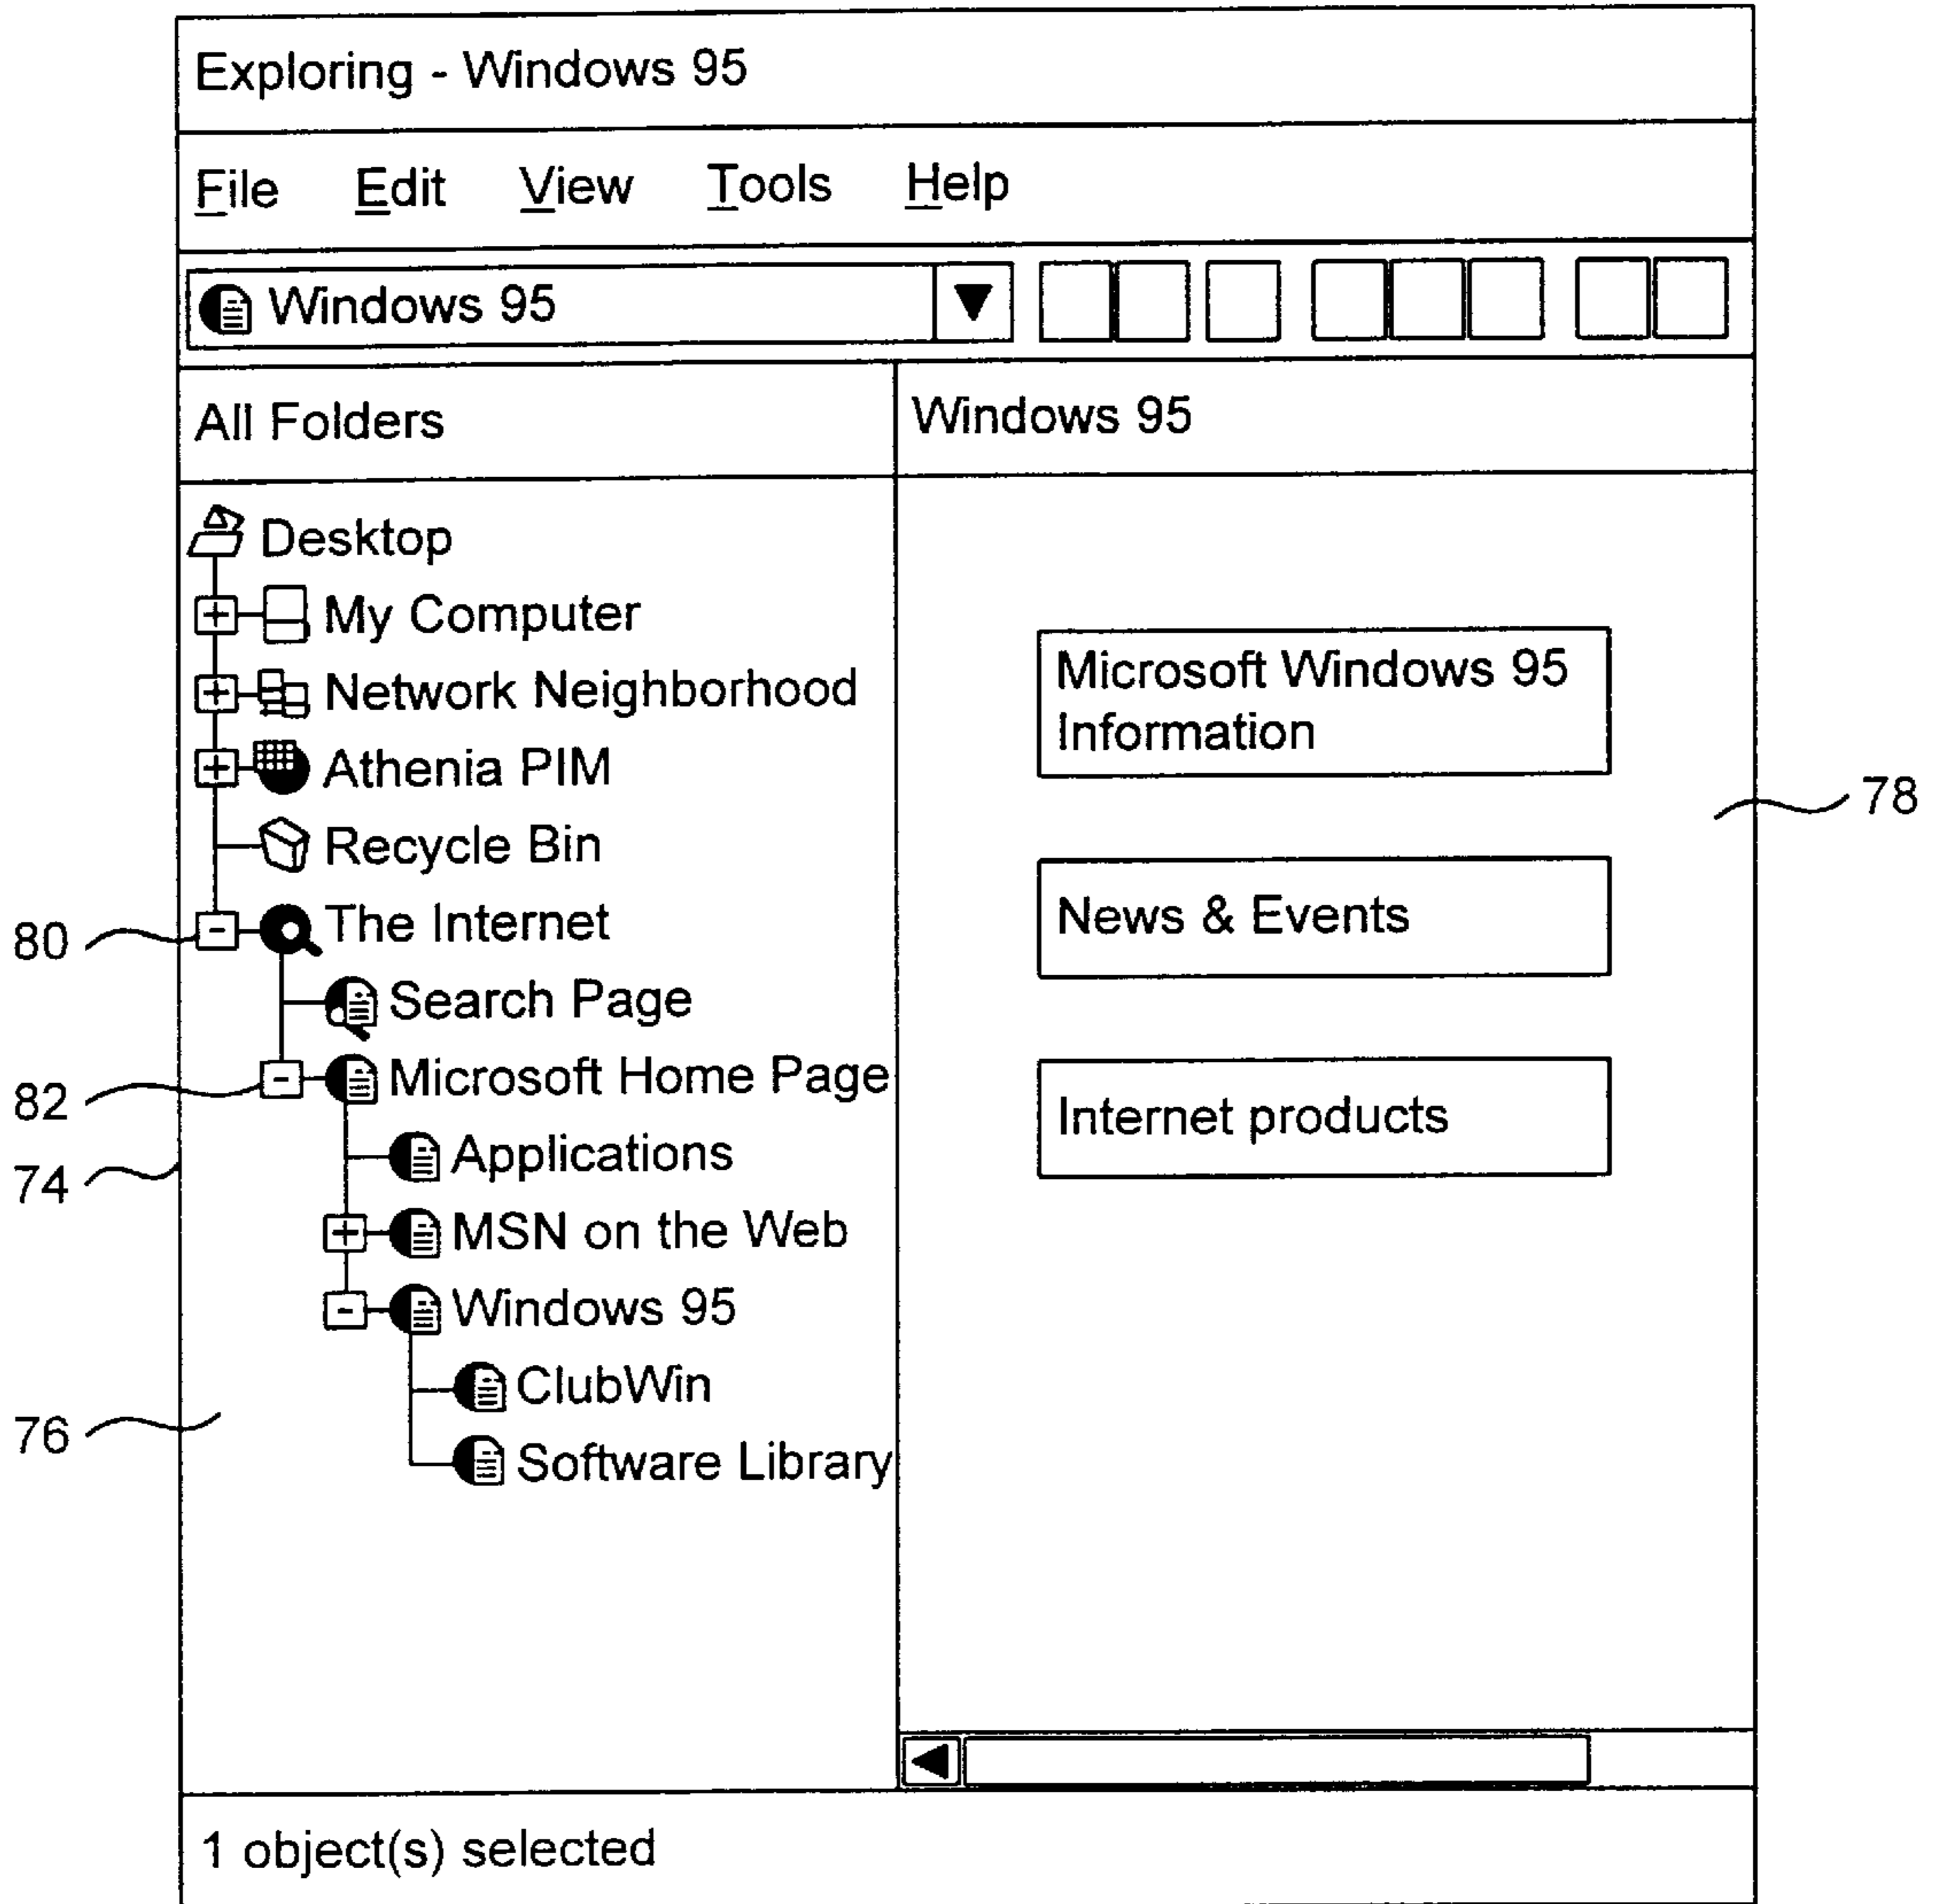 Exploring - Windows 95
File Edit View Tools Help
Windows 95
All Folders
Windows 95
Desktop
My Computer
Network Neighborhood
Athenia PIM
Recycle Bin
The Internet
Search Page
Microsoft Home Page
Applications
MSN on the Web
Windows 95
ClubWin
Software Library
80
82
74
76
Microsoft Windows 95
Information
News & Events
Internet products
78
1 object(s) selected